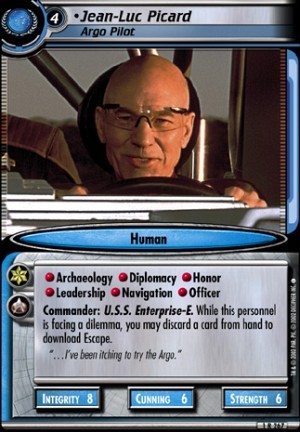 4
•Jean-Luc Picard
Argo Pilot
Human
•Archaeology •Diplomacy •Honor
•Leadership •Navigation •Officer
Commander: U.S.S. Enterprise-E. While this personnel
is facing a dilemma, you may discard a card from hand to
download Escape.
"…I've been itching to try the Argo."
INTEGRITY 8 CUNNING 6 STRENGTH 6